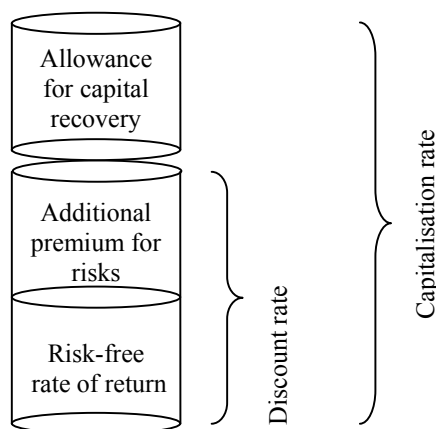 Allowance
for capital
recovery
Additional
premium for
risks
Risk-free
rate of return
Discount rate
Capitalisation rate